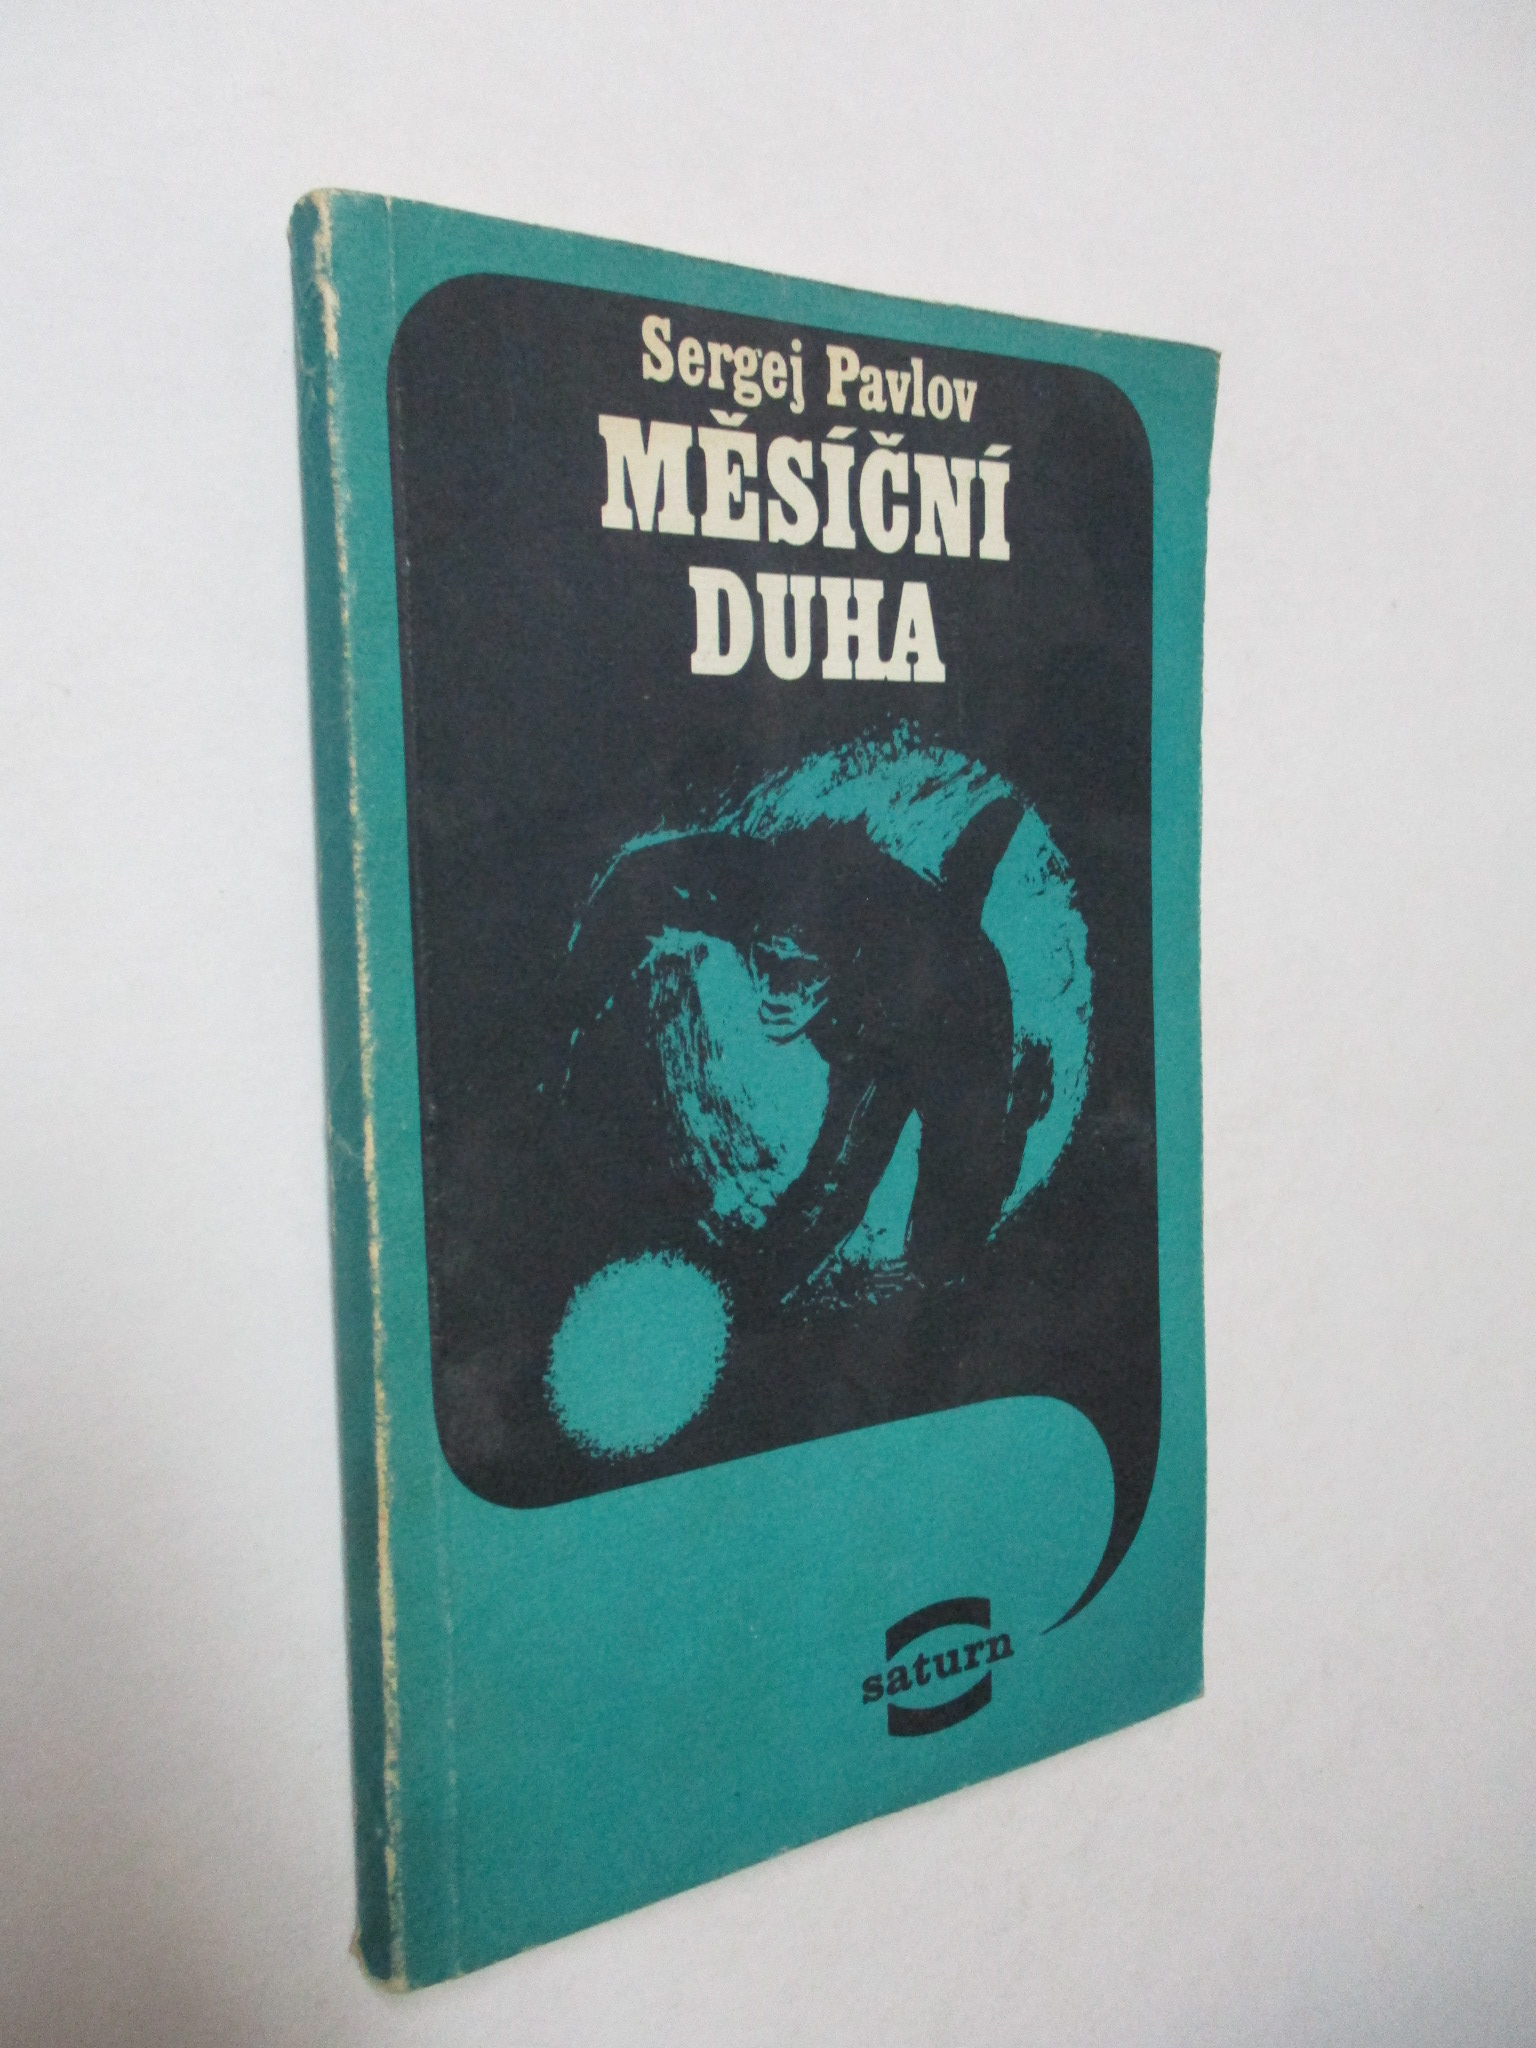 Sergej Pavlov
MĚSÍČNÍ
DUHA
saturn